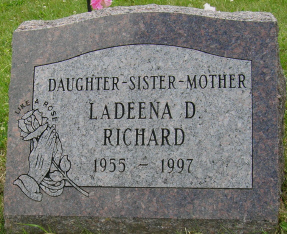 LIKE A ROSE
DAUGHTER-SISTER-MOTHER
LADEENA D.
RICHARD
1955 - 1997